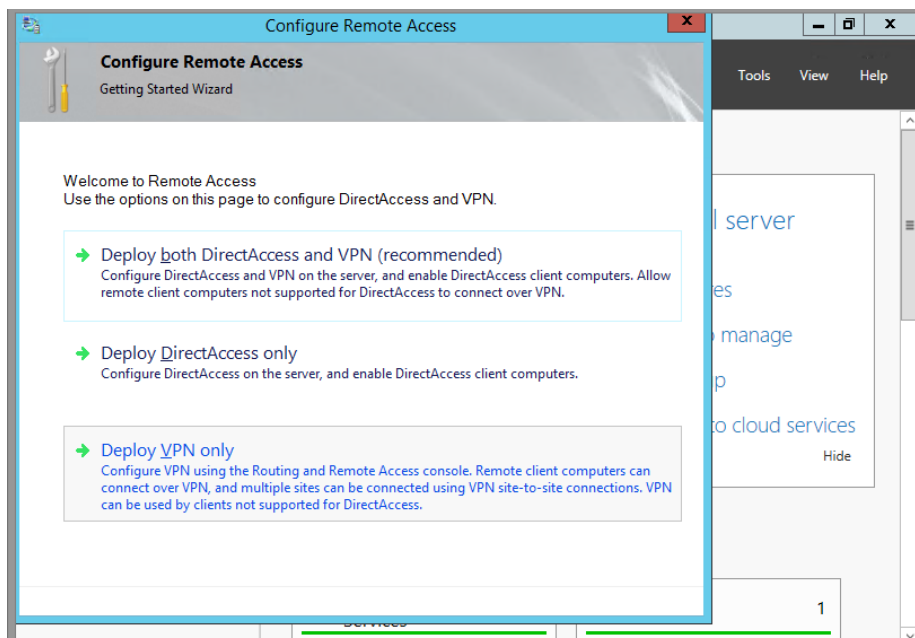 Configure Remote Access
x
x
Configure Remote Access
Getting Started Wizard
Tools View Help
Welcome to Remote Access
Use the options on this page to configure DirectAccess and VPN.
Deploy both DirectAccess and VPN (recommended)
Configure DirectAccess and VPN on the server, and enable DirectAccess client computers. Allow
remote client computers not supported for DirectAccess to connect over VPN.
Deploy DirectAccess only
Configure DirectAccess on the server, and enable DirectAccess client computers.
Deploy VPN only
Configure VPN using the Routing and Remote Access console. Remote client computers can
connect over VPN, and multiple sites can be connected using VPN site-to-site connections. VPN
can be used by clients not supported for DirectAccess.
server
manage
to cloud services
Hide
1